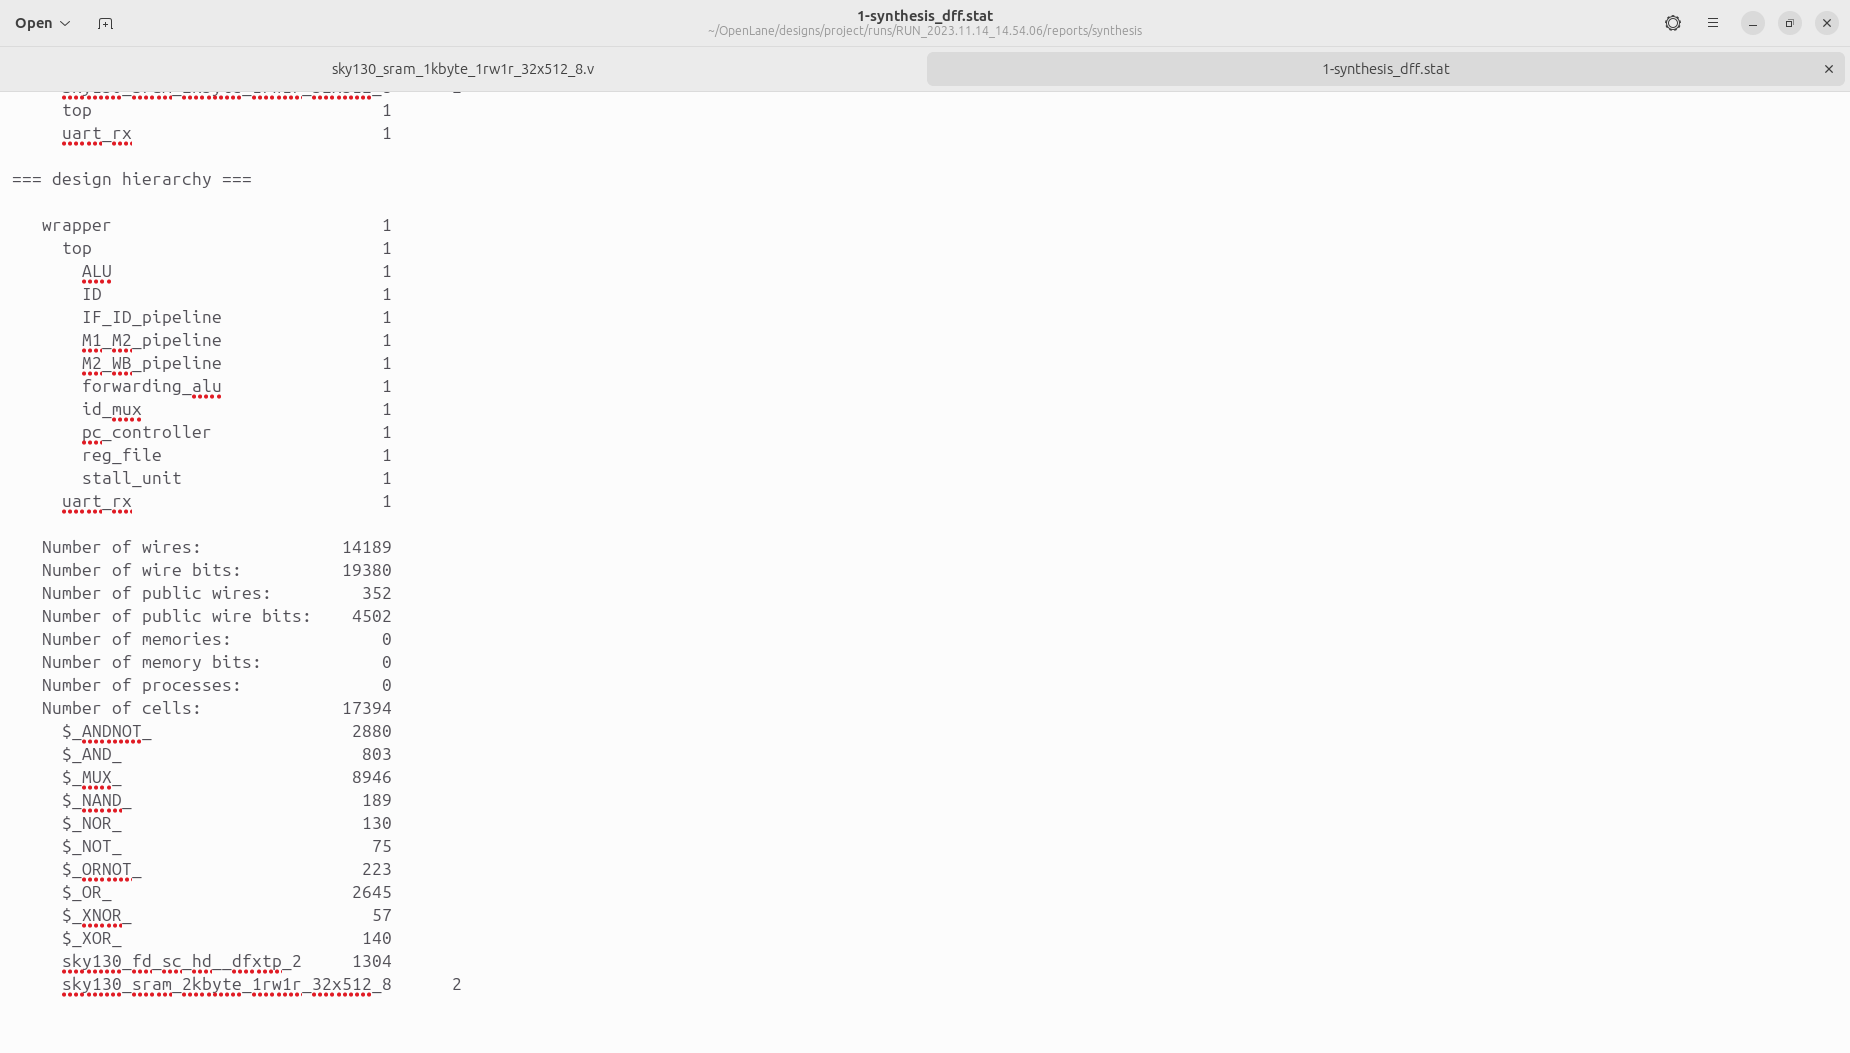 Open
1-synthesis_dff.stat
~/OpenLane/designs/project/runs/RUN_2023.11.14_14.54.06/reports/synthesis
sky130_sram_1kbyte_1rw1r_32x512_8.v
1-synthesis_dff.stat
top 1
uart_rx 1
=== design hierarchy ===
wrapper 1
top 1
ALU 1
ID 1
IF_ID_pipeline 1
M1_M2_pipeline 1
M2_WB_pipeline 1
forwarding_alu 1
id_mux 1
pc_controller 1
reg_file 1
stall_unit 1
uart_rx 1
Number of wires: 14189
Number of wire bits: 19380
Number of public wires: 352
Number of public wire bits: 4502
Number of memories: 0
Number of memory bits: 0
Number of processes: 0
Number of cells: 17394
$_ANDNOT_ 2880
$_AND_ 803
$_MUX_ 8946
$_NAND_ 189
$_NOR_ 130
$_NOT_ 75
$_ORNOT_ 223
$_OR_ 2645
$_XNOR_ 57
$_XOR_ 140
sky130_fd_sc_hd__dfxtp_2 1304
sky130_sram_2kbyte_1rw1r_32x512_8 2